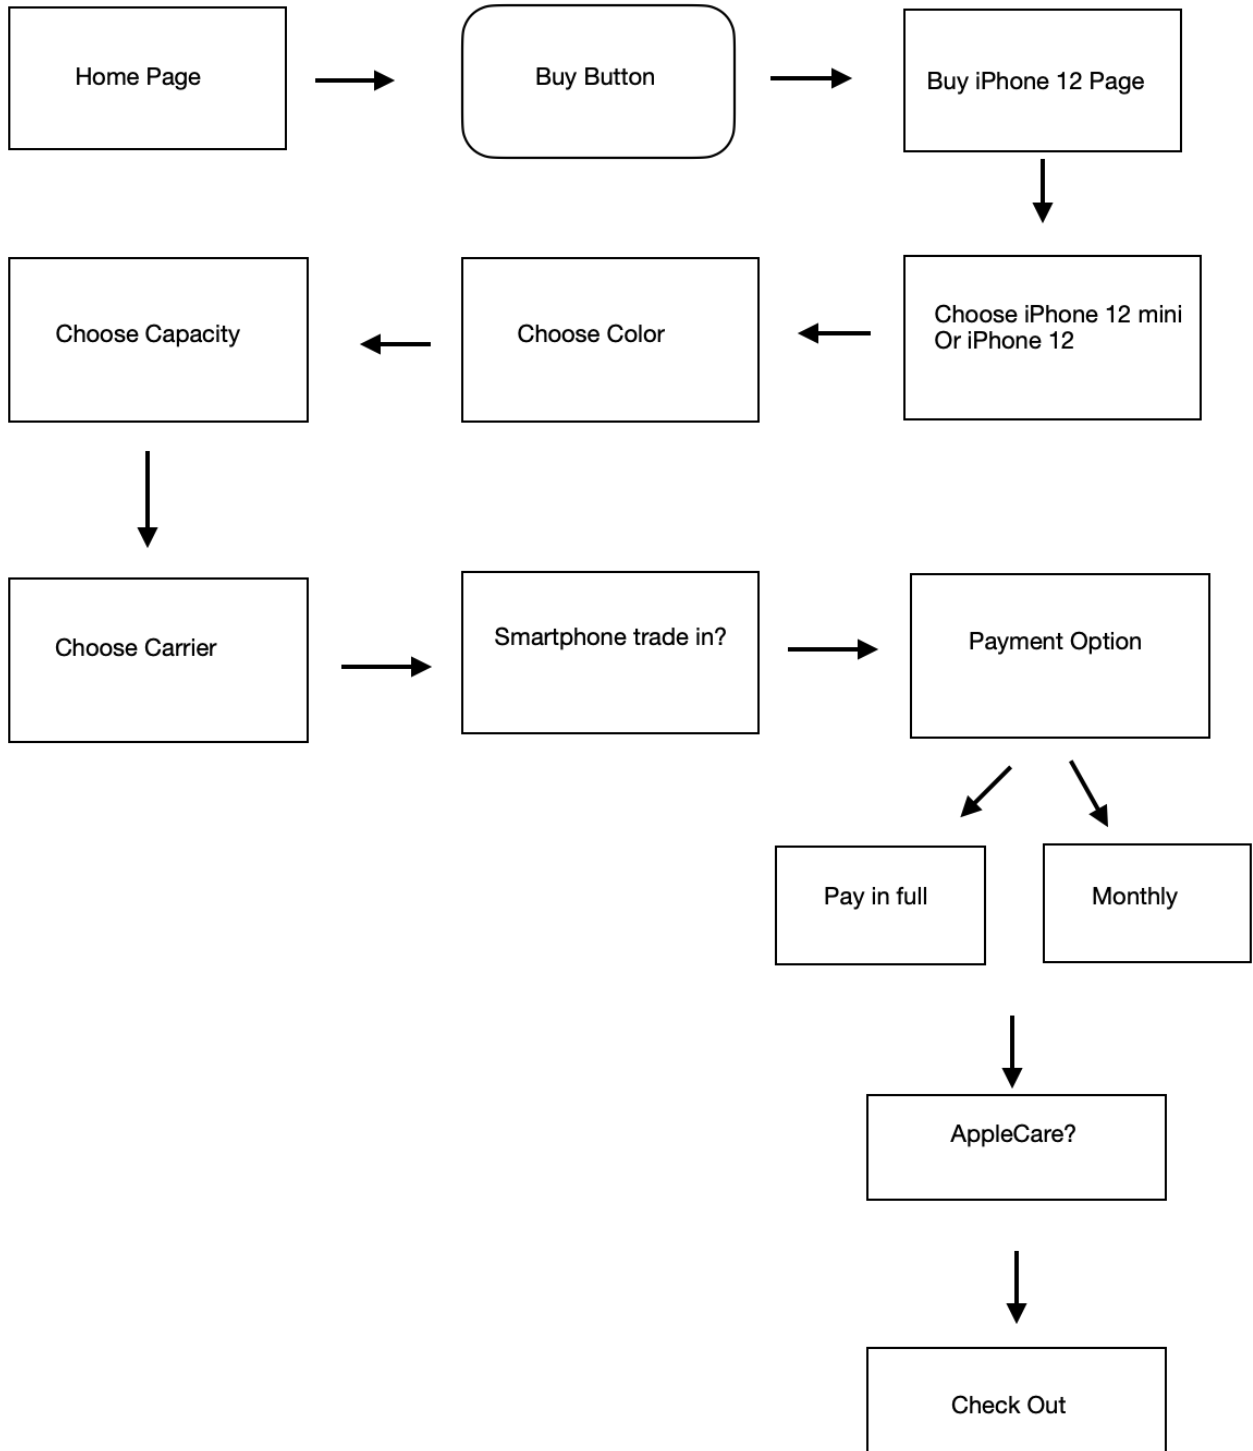 Home Page
Buy Button
Buy iPhone 12 Page
Choose iPhone 12 mini
Or iPhone 12
Choose Color
Choose Capacity
Choose Carrier
Smartphone trade in?
Payment Option
Pay in full
Monthly
AppleCare?
Check Out